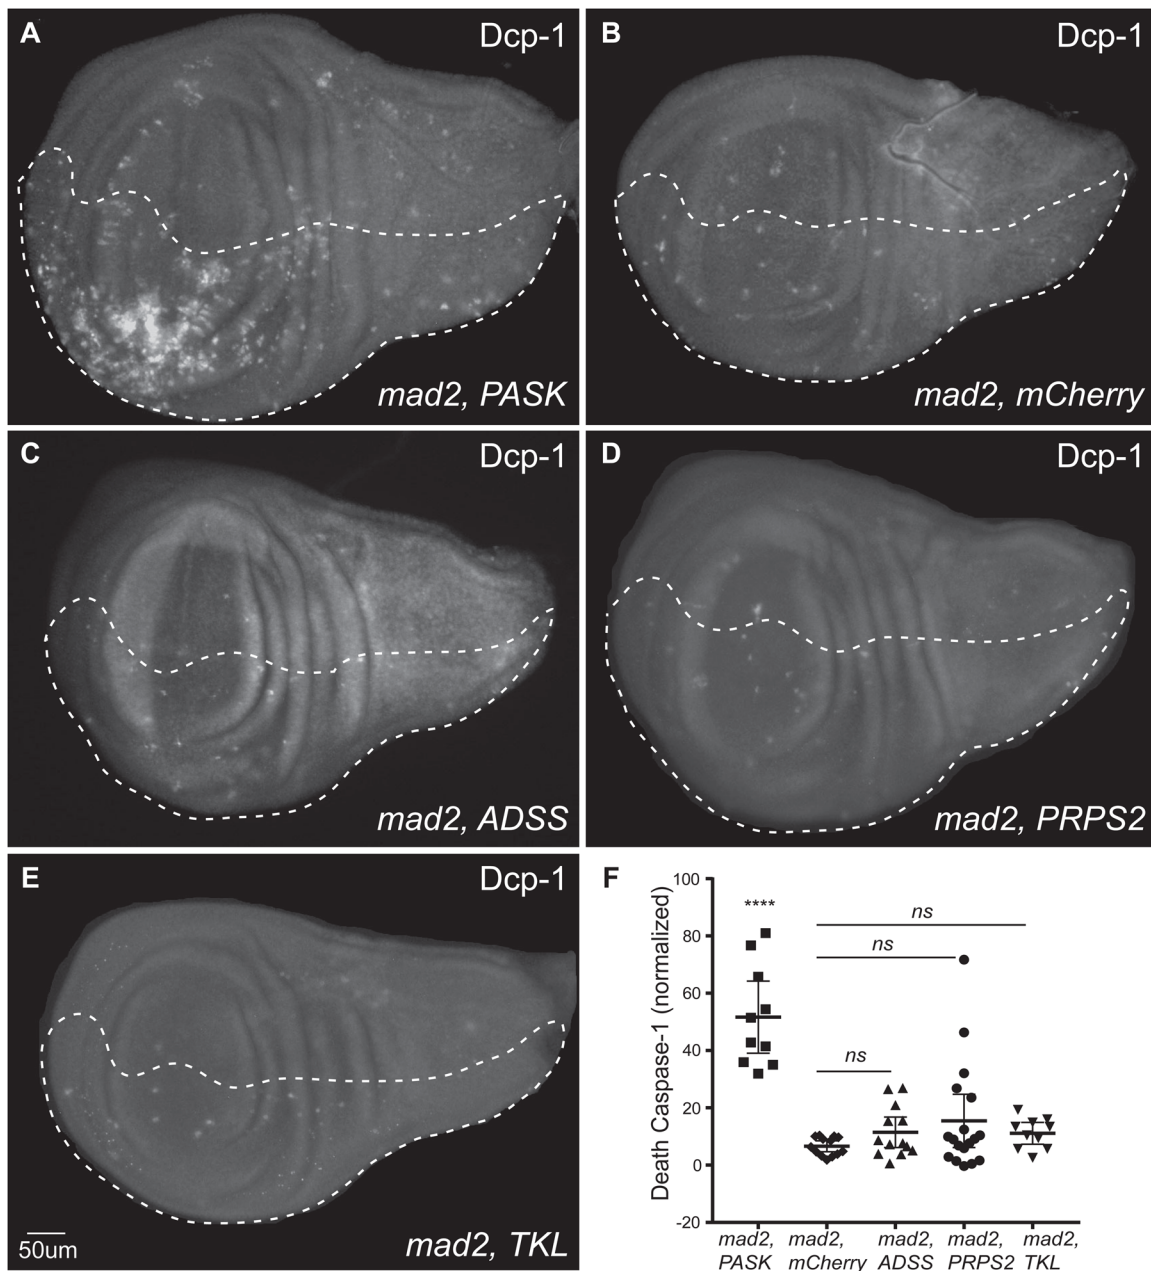 A
Dcp-1
mad2, PASK
B
Dcp-1
mad2, mCherry
C
Dcp-1
mad2, ADSS
D
Dcp-1
mad2, PRPS2
E
Dcp-1
50um
mad2, TKL
F
Death Caspase-1 (normalized)
100
80
60
40
20
0
-20
****
ns
ns
ns
mad2, mad2, mad2, mad2, mad2,
PASK mCherry ADSS PRPS2 TKL